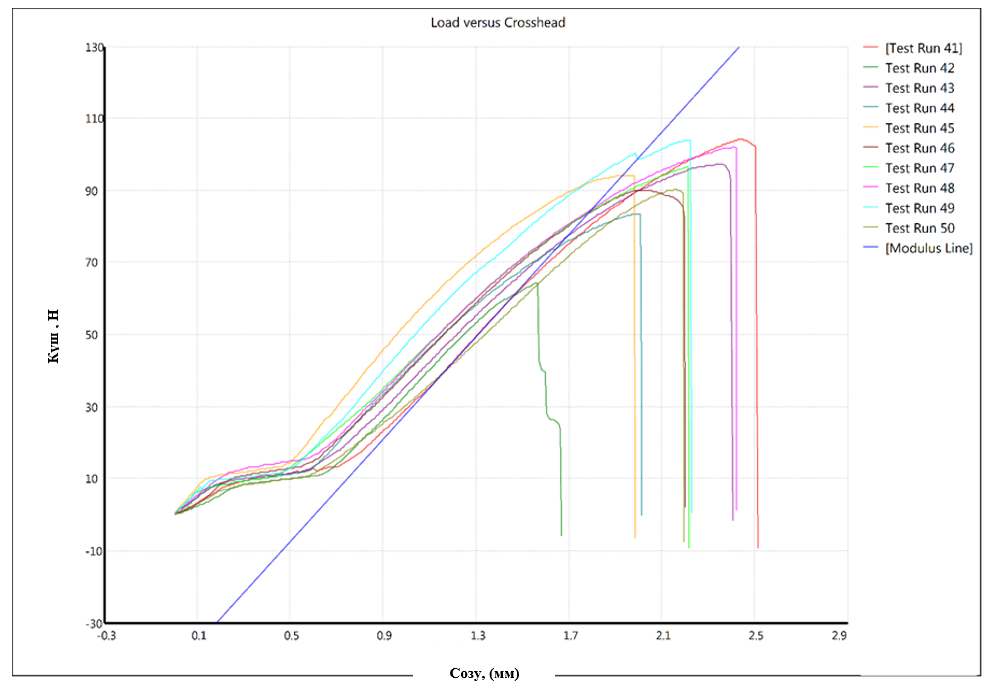 Load versus Crosshead
130
110
90
70
50
30
10
-10
-30
Күш , Н
-0.3 0.1 0.5 0.9 1.3 1.7 2.1 2.5 2.9
Созу, (мм)
[Test Run 41]
Test Run 42
Test Run 43
Test Run 44
Test Run 45
Test Run 46
Test Run 47
Test Run 48
Test Run 49
Test Run 50
[Modulus Line]